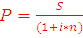 P = s / (1+i*n)